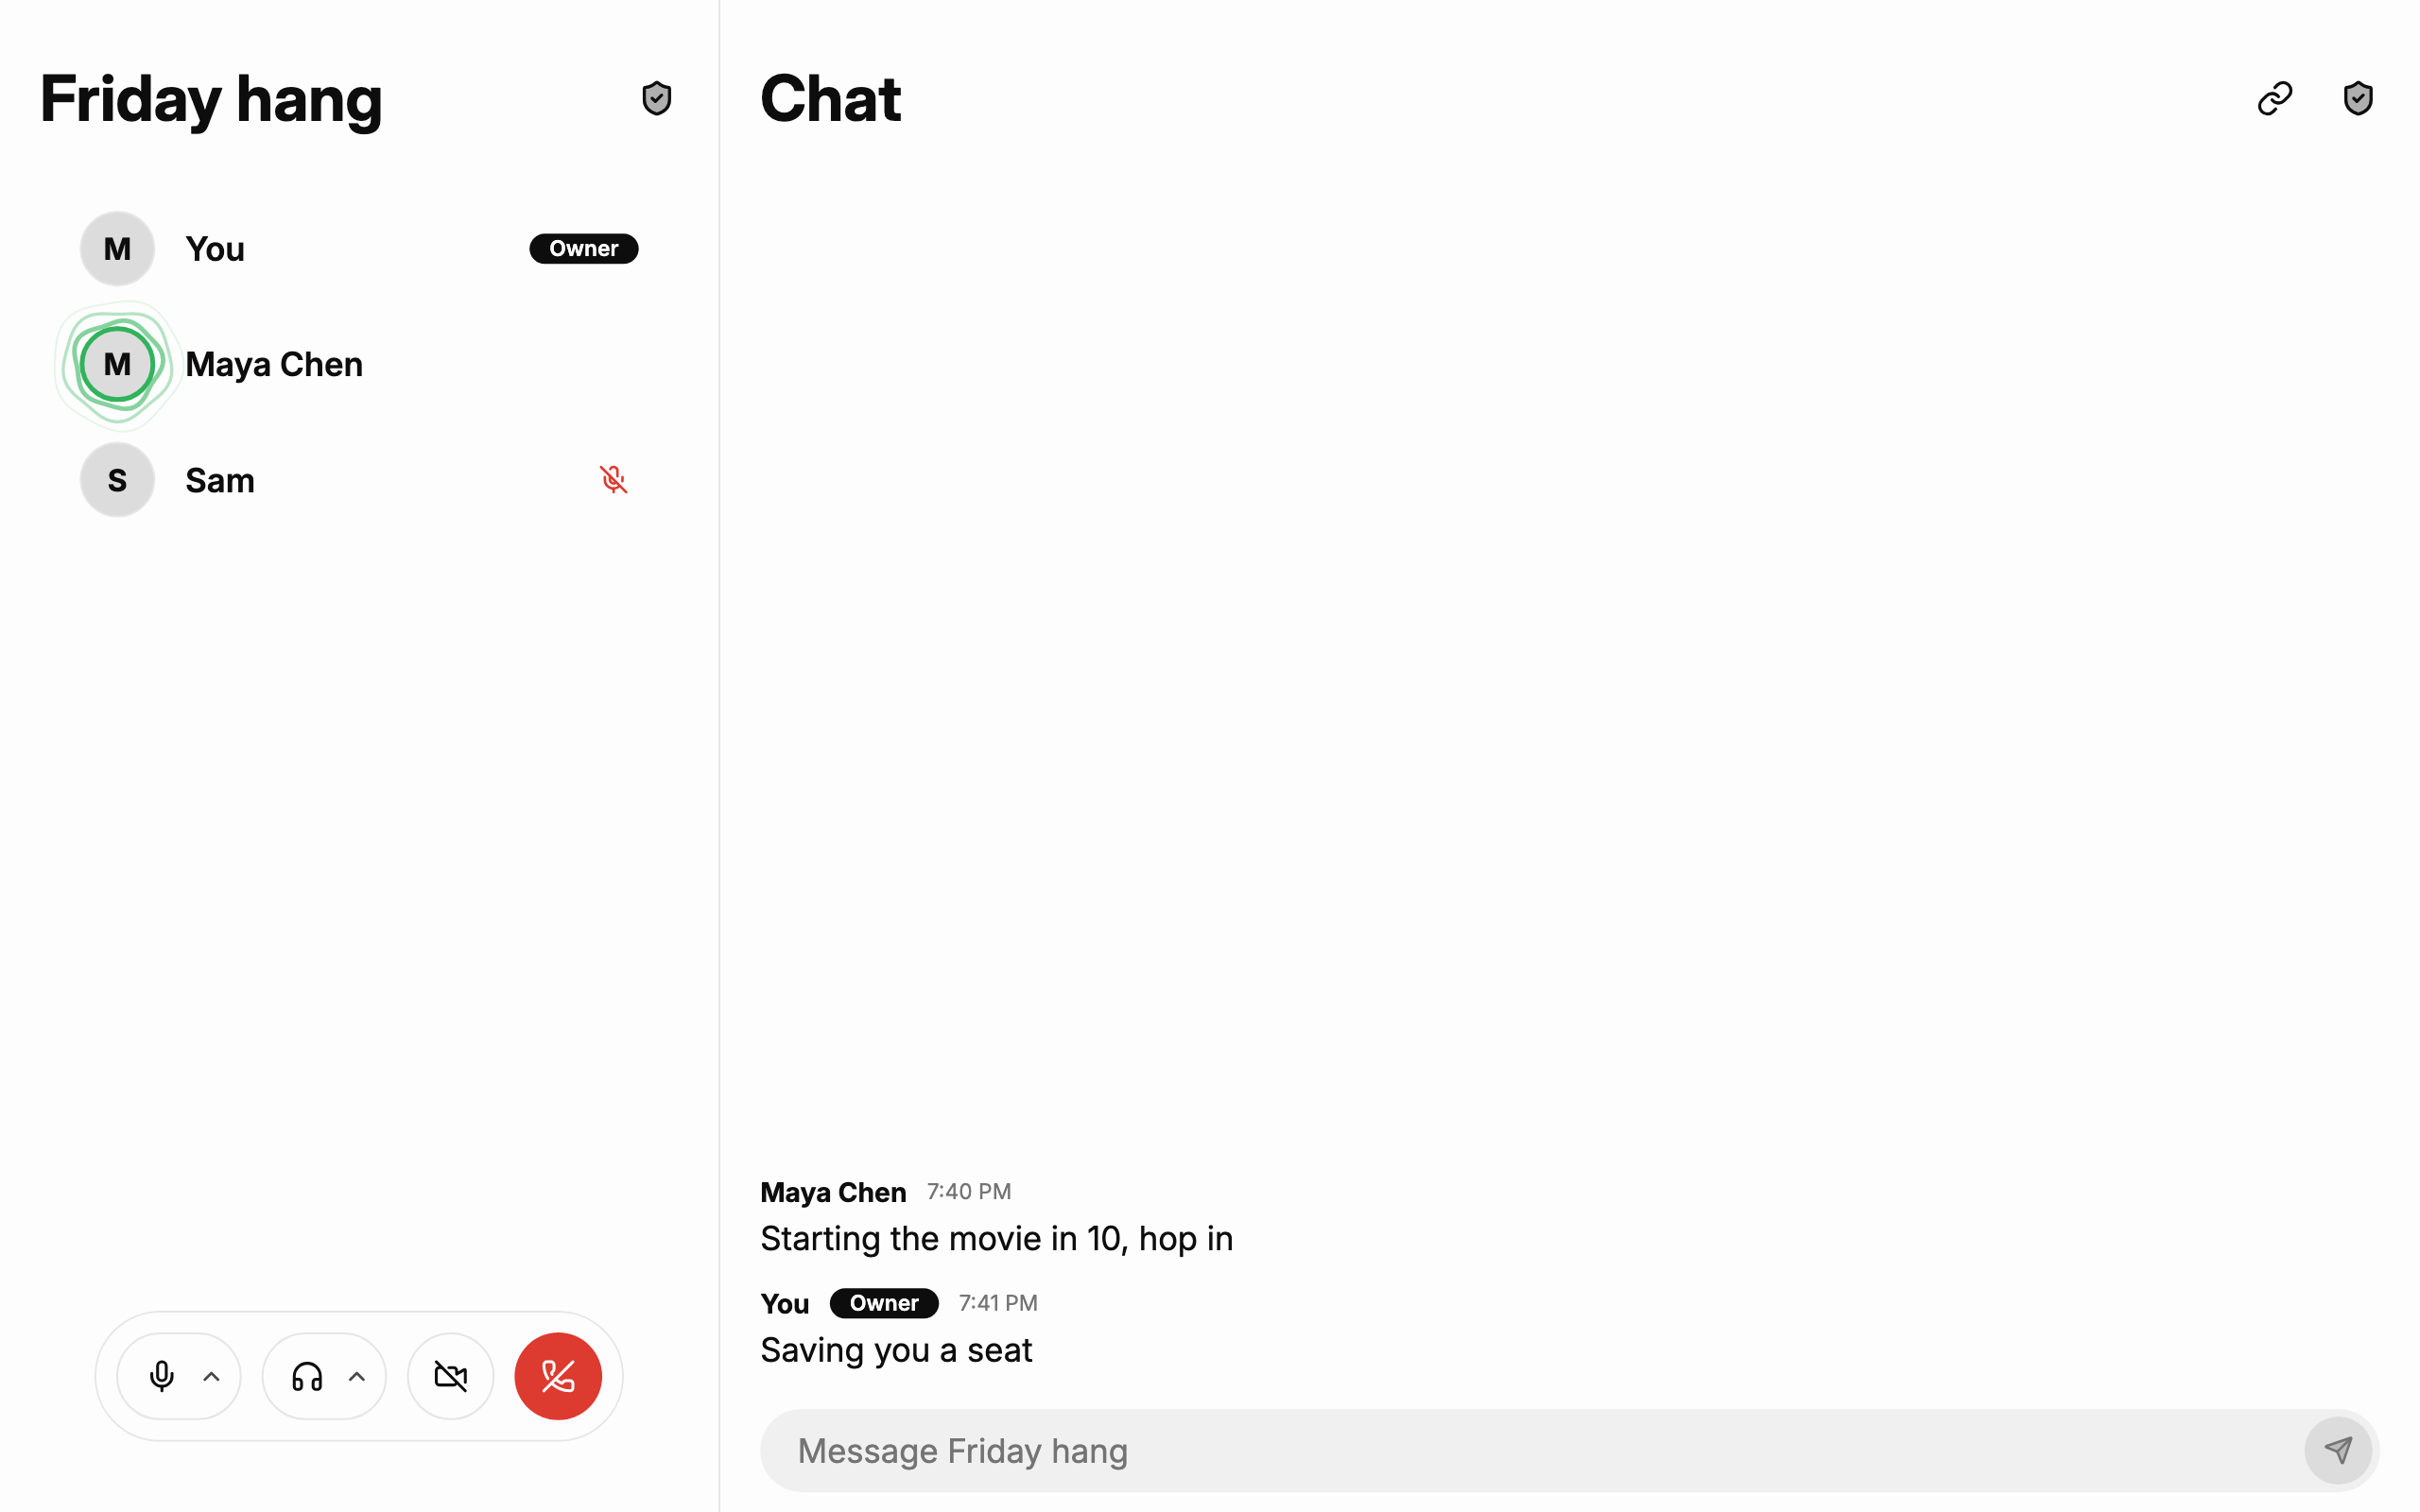 Friday hang
M
You
Owner
M
Maya Chen
S
Sam
Chat
Maya Chen 7:40 PM
Starting the movie in 10, hop in
You Owner 7:41 PM
Saving you a seat
Message Friday hang